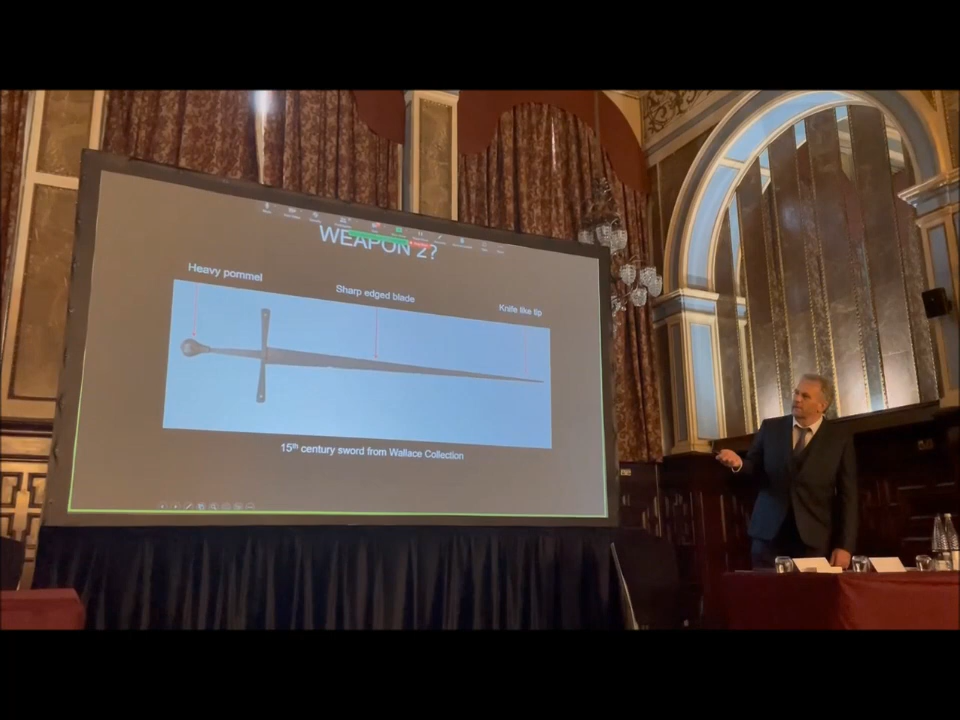 WEAPON 2?
Heavy pommel
Sharp edged blade
Knife like tip
15th century sword from Wallace Collection